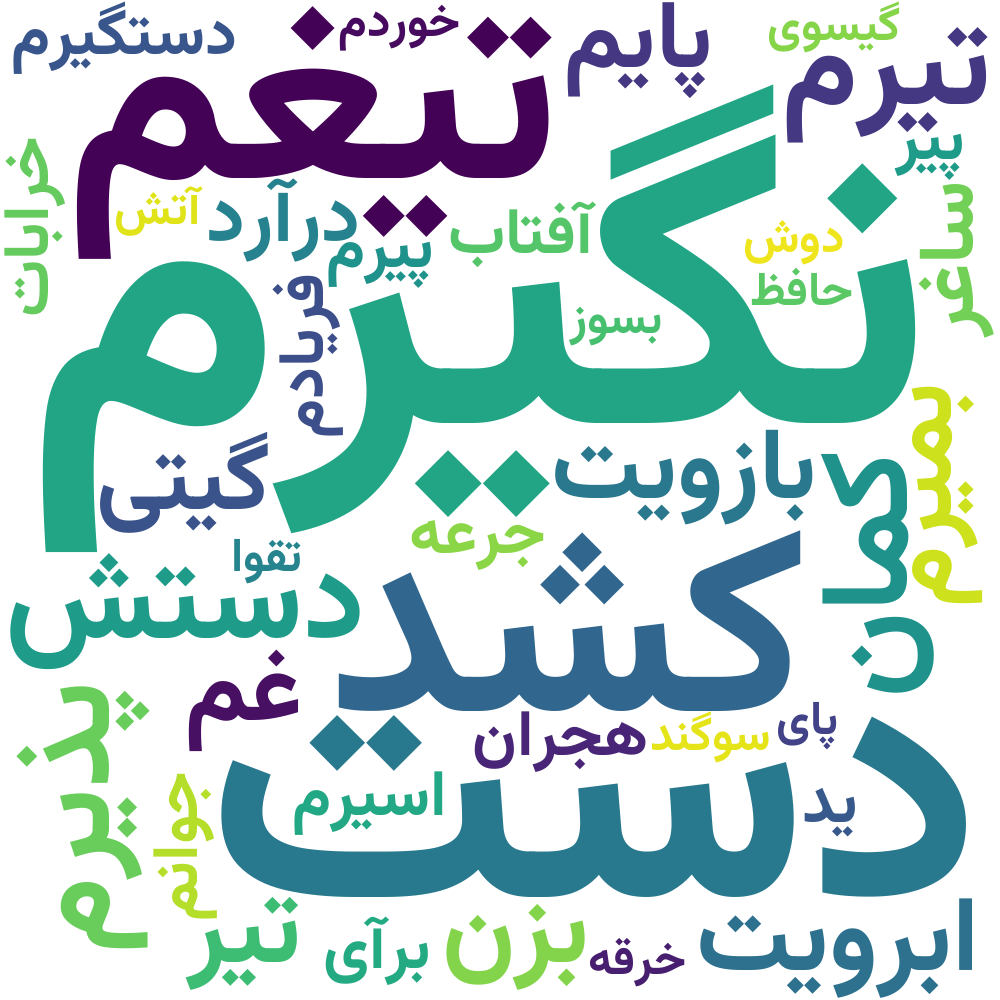 گیسوی
خوردم
دستگیرم
تیغم
پایم
تیرم
پیر
خرابات
آتش
درآرد
پیرم
آفتاب
دوش
ساغر
حافظ
نگیرم
بسوز
فریادم
گیتی
بازویت
بمیرم
کمان
جرعه
تقوا
دستش
کشد
غم
هجران
سوگند
پای
پذیرم
دست
اسیرم
ید
جوانم
تیر
برآی
بزن
خرقه
ابرویت